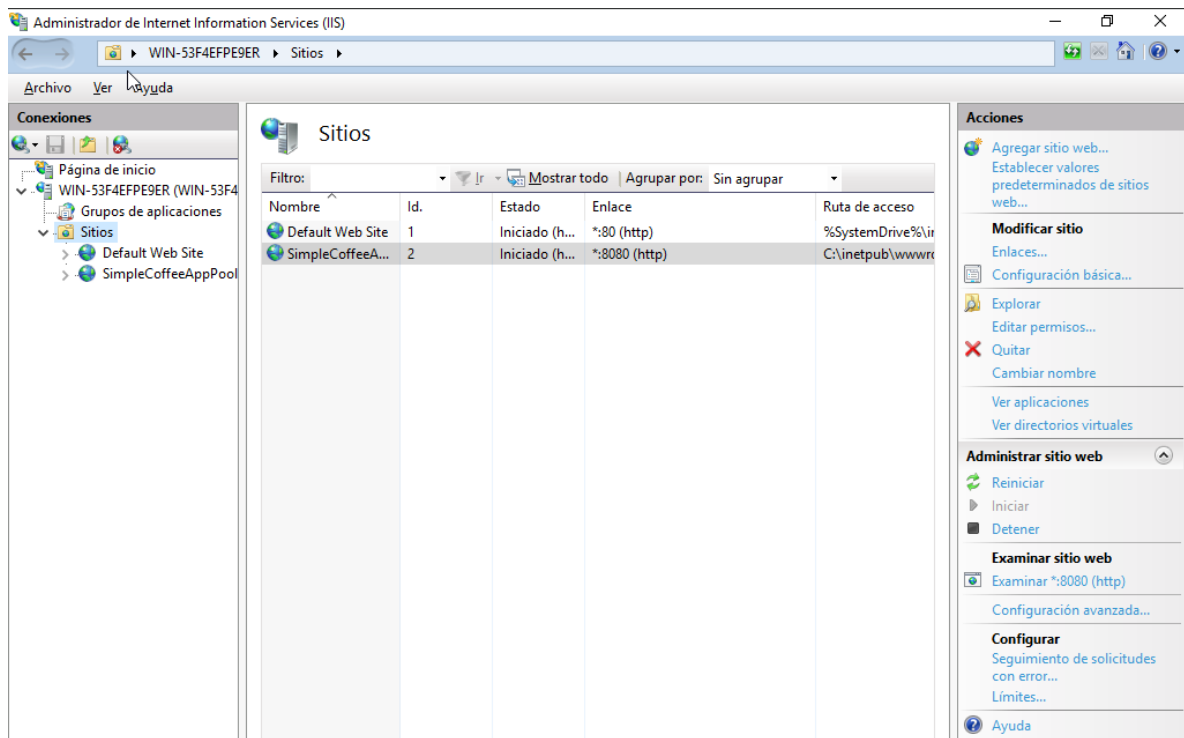 Administrador de Internet Information Services (IIS)
WIN-53F4EFPE9ER Sitios
Archivo Ver Ayuda
Conexiones
Página de inicio
WIN-53F4EFPE9ER (WIN-53F4
Grupos de aplicaciones
Sitios
Default Web Site
SimpleCoffeeAppPool
Sitios
Filtro: Ir Mostrar todo Agrupar por: Sin agrupar
Nombre Id. Estado Enlace Ruta de acceso
Default Web Site 1 Iniciado (h... *:80 (http) %SystemDrive%\in
SimpleCoffeeA... 2 Iniciado (h... *:8080 (http) C:\inetpub\wwwro
Acciones
Agregar sitio web...
Establecer valores
predeterminados de sitios
web...
Modificar sitio
Enlaces...
Configuración básica...
Explorar
Editar permisos...
Quitar
Cambiar nombre
Ver aplicaciones
Ver directorios virtuales
Administrar sitio web
Reiniciar
Iniciar
Detener
Examinar sitio web
Examinar *:8080 (http)
Configuración avanzada...
Configurar
Seguimiento de solicitudes
con error...
Límites...
Ayuda